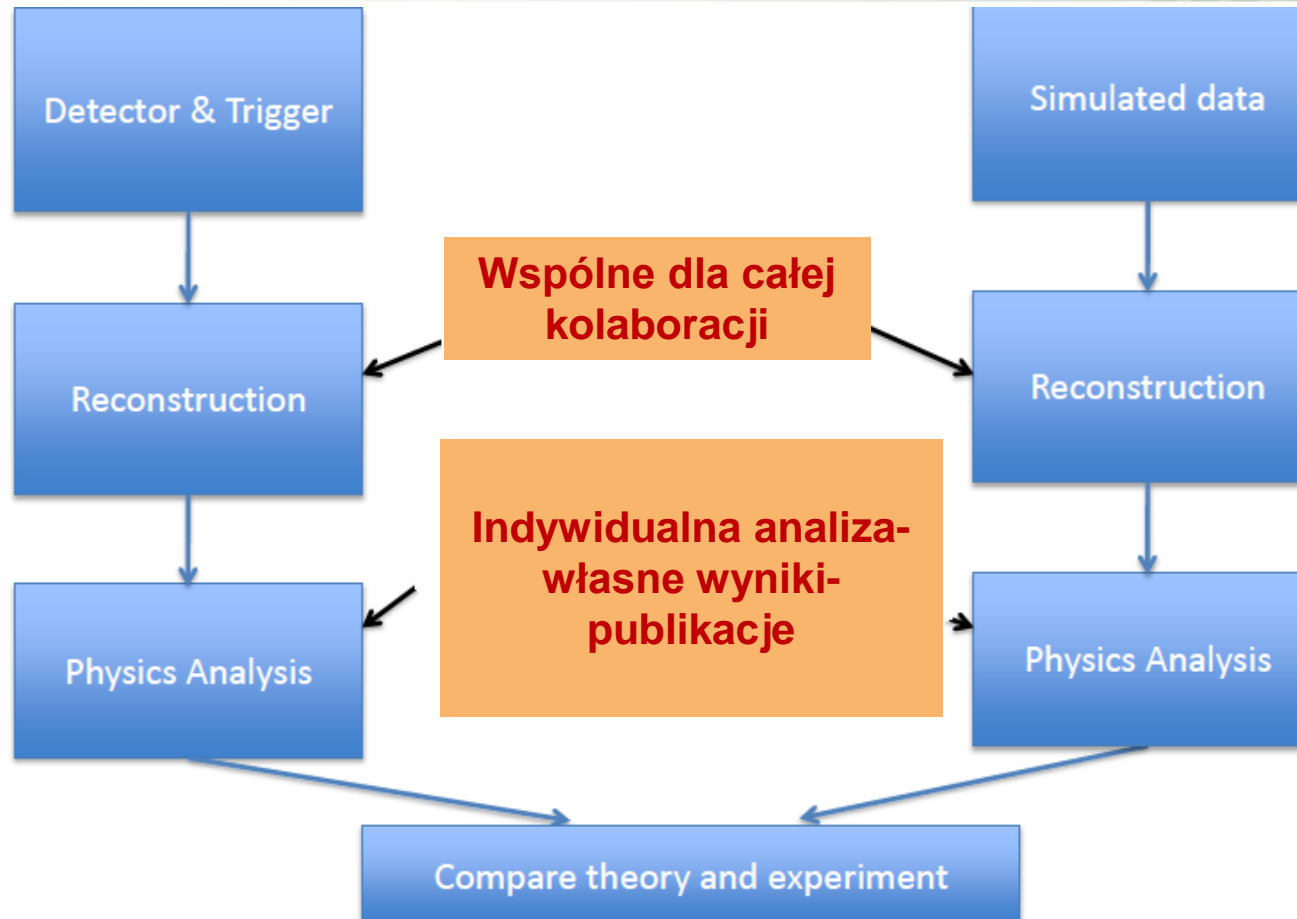 Detector & Trigger
Simulated data
Wspólne dla całej
kolaboracji
Reconstruction
Reconstruction
Indywidualna analiza-
własne wyniki-
publikacje
Physics Analysis
Physics Analysis
Compare theory and experiment